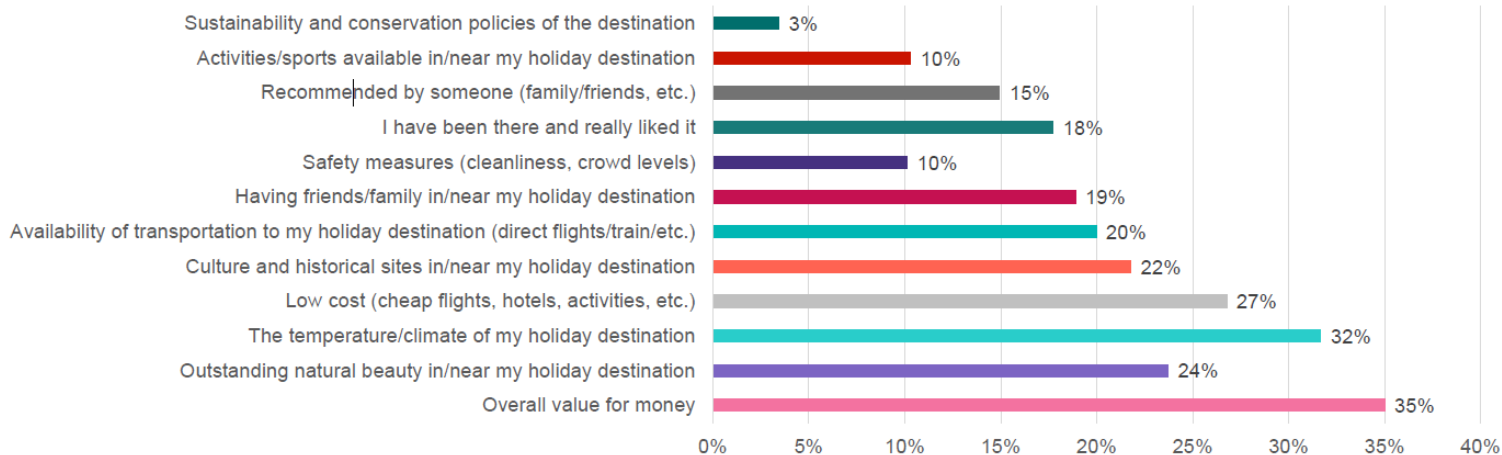 Sustainability and conservation policies of the destination 3%
Activities/sports available in/near my holiday destination 10%
Recommended by someone (family/friends, etc.) 15%
I have been there and really liked it 18%
Safety measures (cleanliness, crowd levels) 10%
Having friends/family in/near my holiday destination 19%
Availability of transportation to my holiday destination (direct flights/train/etc.) 20%
Culture and historical sites in/near my holiday destination 22%
Low cost (cheap flights, hotels, activities, etc.) 27%
The temperature/climate of my holiday destination 32%
Outstanding natural beauty in/near my holiday destination 24%
Overall value for money 35%
0% 5% 10% 15% 20% 25% 30% 35% 40%